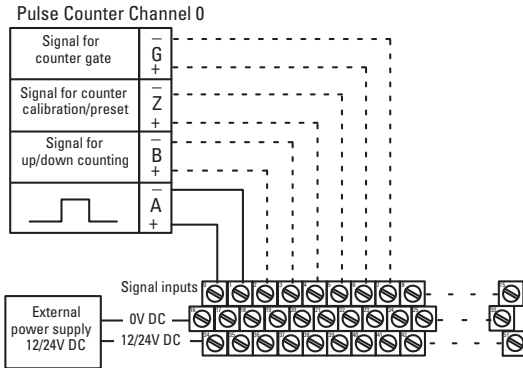 Pulse Counter Channel 0
Signal for
counter gate
–
G
+
Signal for counter
calibration/preset
–
Z
+
Signal for
up/down counting
–
B
+
–
A
+
Signal inputs
External
power supply
12/24V DC
0V DC
12/24V DC